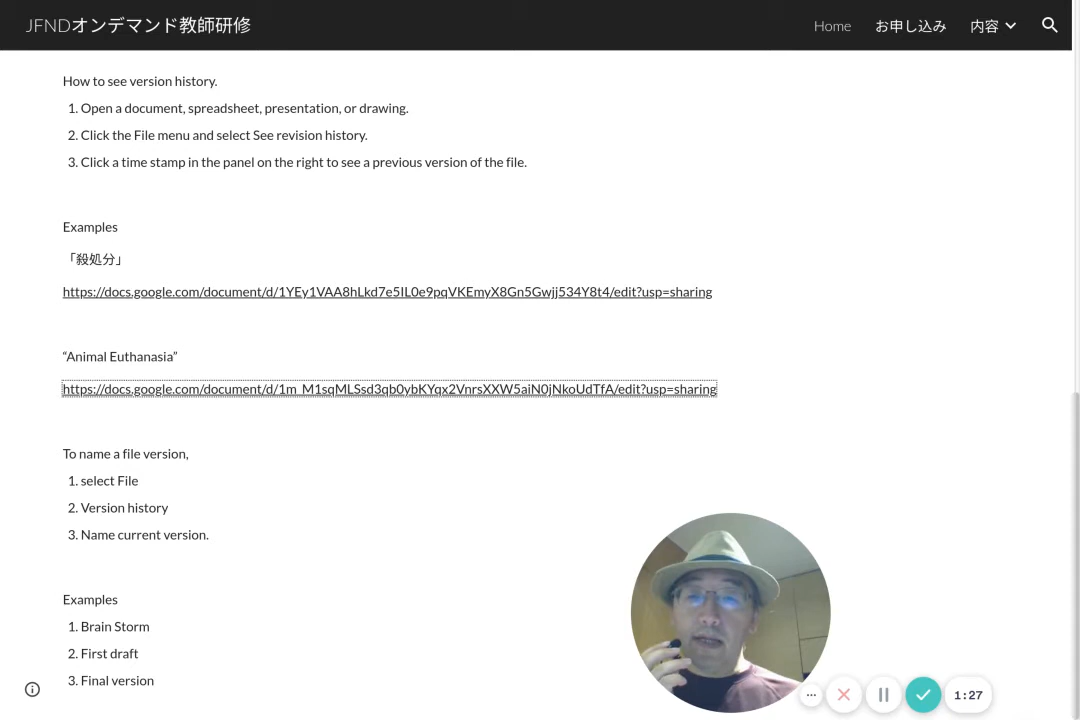 JFNDオンデマンド教師研修
Home お申し込み 内容
How to see version history.
1. Open a document, spreadsheet, presentation, or drawing.
2. Click the File menu and select See revision history.
3. Click a time stamp in the panel on the right to see a previous version of the file.
Examples
「殺処分」
https://docs.google.com/document/d/1YEy1VAA8hLkd7e5IL0e9pqVKEmyX8Gn5Gwjj534Y8t4/edit?usp=sharing
“Animal Euthanasia”
https://docs.google.com/document/d/1m_M1sqMLSsd3qb0ybKYqx2VnrsXXW5aiN0jNkoUdTfA/edit?usp=sharing
To name a file version,
1. select File
2. Version history
3. Name current version.
Examples
1. Brain Storm
2. First draft
3. Final version
1:27